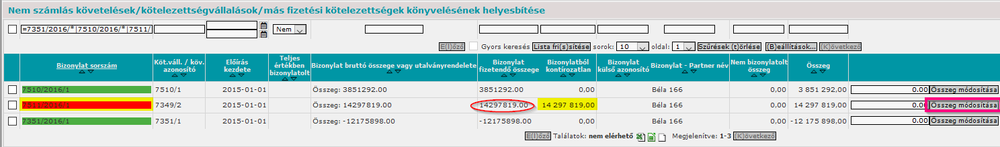 Nem számlás követelések/kötelezettségvállalások/más fizetési kötelezettségek könyvelésének helyesbítése
=7351/2016/*|7510/2016/*|7511/ Nem
E(l)őző Gyors keresés Lista fri(s)sítése sorok: 10 oldal: 1 Szűrések (t)örlése (B)eállítások... (K)övetkező
Bizonylat sorszám Köt.váll. / köv. azonosító Előírás kezdete Teljes értékben bizonylatolt Bizonylat bruttó összege vagy utalványrendelete Bizonylat fizetendő összege Bizonylatból kontírozatlan Bizonylat külső azonosító Bizonylat - Partner név Nem bizonylatolt összeg Összeg
7510/2016/1 7510/1 2015-01-01 Összeg: 3851292.00 3851292.00 0,00 Béla 166 0,00 3 851 292,00 0.00 Összeg módosítása
7511/2016/1 7349/2 2015-01-01 Összeg: 14297819.00 14297819.00 14 297 819,00 Béla 166 0,00 14 297 819,00 0.00 Összeg módosítása
7351/2016/1 7351/1 2015-01-01 Összeg: -12175898.00 -12175898.00 0,00 Béla 166 0,00 -12 175 898,00 0.00 Összeg módosítása
E(l)őző Találatok: nem elérhető Megjelenítve: 1-3 (K)övetkező